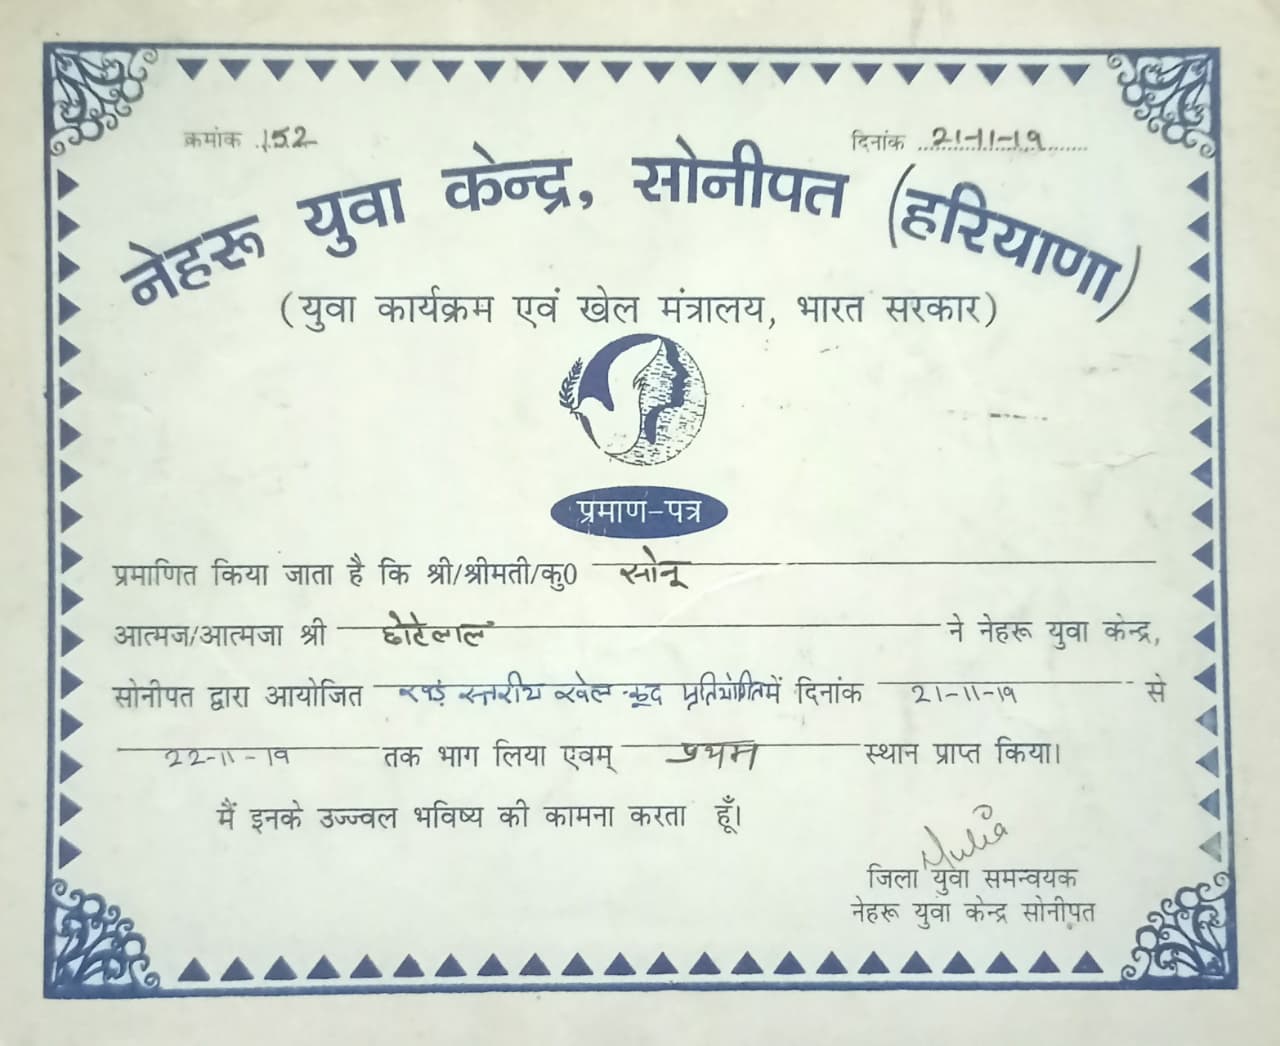 क्रमांक 152 दिनांक 21-11-19
नेहरू युवा केन्द्र, सोनीपत (हरियाणा)
(युवा कार्यक्रम एवं खेल मंत्रालय, भारत सरकार)
प्रमाण-पत्र
प्रमाणित किया जाता है कि श्री/श्रीमती/कु0 सोनू
आत्मज/आत्मजा श्री छोटेलाल ने नेहरू युवा केन्द्र,
सोनीपत द्वारा आयोजित खण्ड स्तरीय खेल-कूद प्रतियोगिता में दिनांक 21-11-19 से
22-11-19 तक भाग लिया एवम् प्रथम स्थान प्राप्त किया।
मैं इनके उज्ज्वल भविष्य की कामना करता हूँ।
जिला युवा समन्वयक
नेहरू युवा केन्द्र सोनीपत